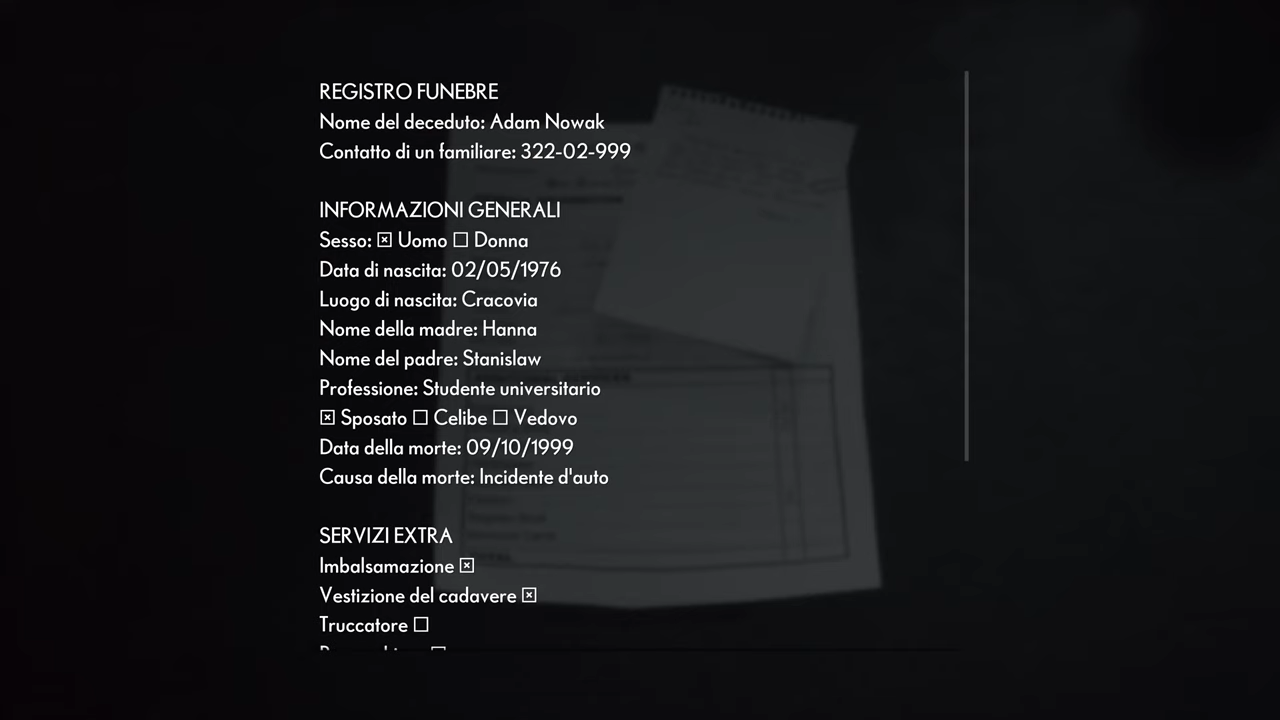 REGISTRO FUNEBRE
Nome del deceduto: Adam Nowak
Contatto di un familiare: 322-02-999
INFORMAZIONI GENERALI
Sesso: ☒ Uomo ☐ Donna
Data di nascita: 02/05/1976
Luogo di nascita: Cracovia
Nome della madre: Hanna
Nome del padre: Stanislaw
Professione: Studente universitario
☒ Sposato ☐ Celibe ☐ Vedovo
Data della morte: 09/10/1999
Causa della morte: Incidente d'auto
SERVIZI EXTRA
Imbalsamazione ☒
Vestizione del cadavere ☒
Truccatore ☐